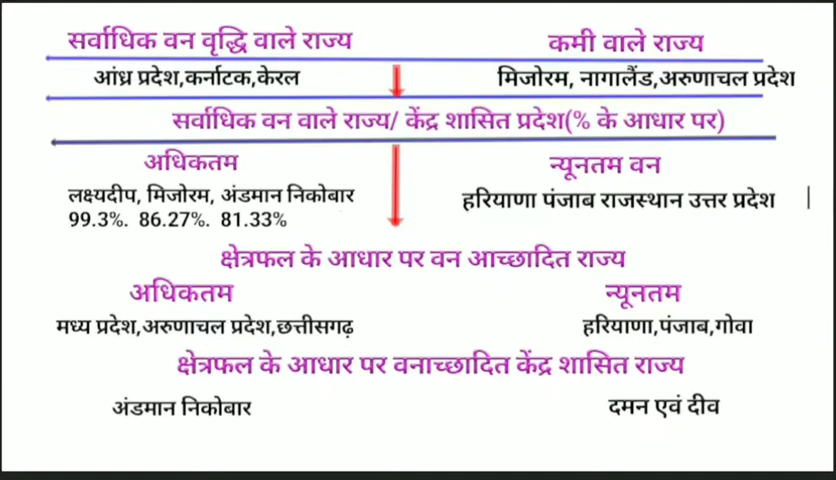 सर्वाधिक वन वृद्धि वाले राज्य
कमी वाले राज्य
आंध्र प्रदेश,कर्नाटक,केरल
मिजोरम, नागालैंड,अरुणाचल प्रदेश
सर्वाधिक वन वाले राज्य/ केंद्र शासित प्रदेश(% के आधार पर)
अधिकतम
न्यूनतम वन
लक्ष्यदीप, मिजोरम, अंडमान निकोबार
99.3%. 86.27%. 81.33%
हरियाणा पंजाब राजस्थान उत्तर प्रदेश
क्षेत्रफल के आधार पर वन आच्छादित राज्य
अधिकतम
न्यूनतम
मध्य प्रदेश,अरुणाचल प्रदेश,छत्तीसगढ़
हरियाणा,पंजाब,गोवा
क्षेत्रफल के आधार पर वनाच्छादित केंद्र शासित राज्य
अंडमान निकोबार
दमन एवं दीव